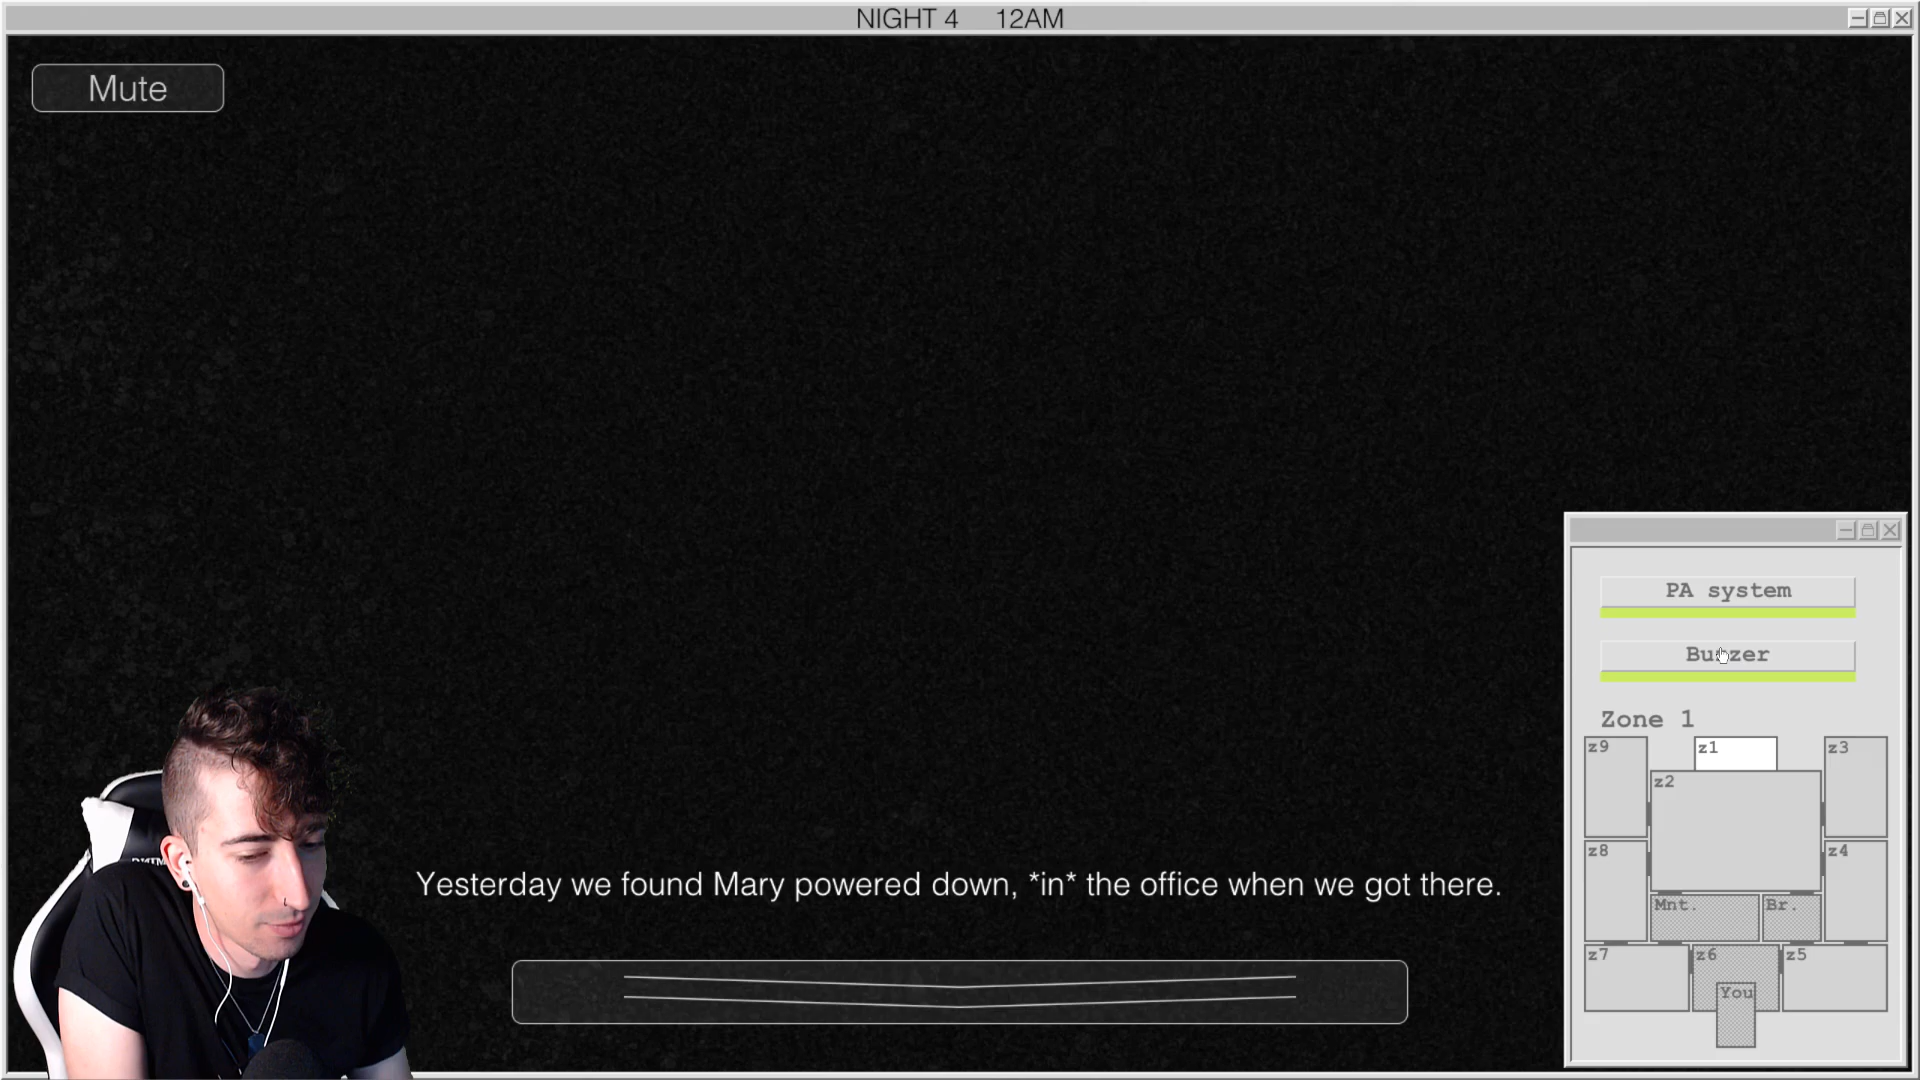 NIGHT 4 12AM
Mute
PA system
Buzzer
Zone 1
z9
z1
z3
z2
z8
z4
Mnt.
Br.
Yesterday we found Mary powered down, *in* the office when we got there.
z7
z6
z5
You